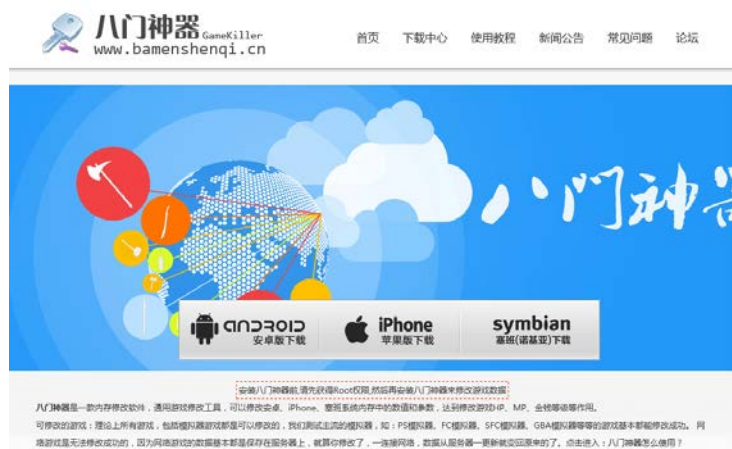 八门神器 GameKiller
www.bamenshenqi.cn
首页 下载中心 使用教程 新闻公告 常见问题 论坛
八门神器
ANDROID
安卓版下载
iPhone
苹果版下载
symbian
塞班(诺基亚)下载
安装八门神器前,请先获得Root权限,然后再安装八门神器来修改游戏数据
八门神器是一款内存修改软件，通用游戏修改工具，可以修改安卓、iPhone、塞班系统内存中的数值和参数，达到修改游戏HP、MP、金钱等级等作用。
可修改的游戏：理论上所有游戏，包括模拟器游戏都是可以修改的，我们测试主流的模拟器，如：PS模拟器、FC模拟器、SFC模拟器、GBA模拟器等等的游戏基本都能修改成功。 网
络游戏是无法修改成功的，因为网络游戏的数据基本都是保存在服务器上，就算你修改了，一连接网络，数据从服务器一更新就变回原来的了。点击进入：八门神器怎么使用？